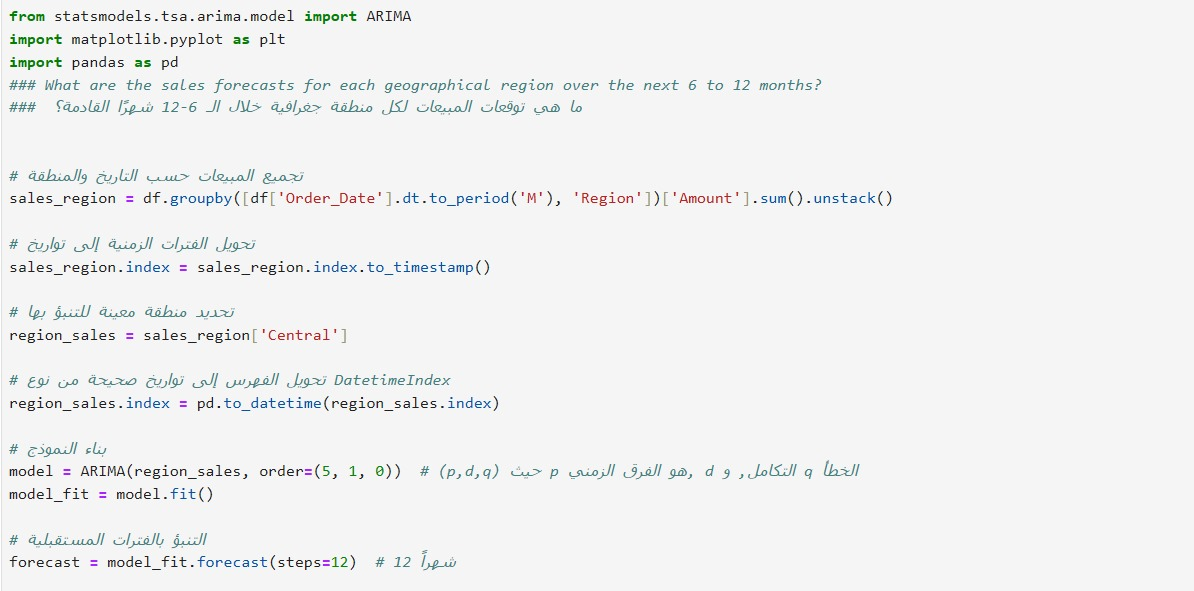 from statsmodels.tsa.arima.model import ARIMA
import matplotlib.pyplot as plt
import pandas as pd
### What are the sales forecasts for each geographical region over the next 6 to 12 months?
### ما هي توقعات المبيعات لكل منطقة جغرافية خلال الـ 6-12 شهرًا القادمة؟
# تجميع المبيعات حسب التاريخ والمنطقة
sales_region = df.groupby([df['Order_Date'].dt.to_period('M'), 'Region'])['Amount'].sum().unstack()
# تحويل الفترات الزمنية إلى تواريخ
sales_region.index = sales_region.index.to_timestamp()
# تحديد منطقة معينة للتنبؤ بها
region_sales = sales_region['Central']
# تحويل الفهرس إلى تواريخ صحيحة من نوع DatetimeIndex
region_sales.index = pd.to_datetime(region_sales.index)
# بناء النموذج
model = ARIMA(region_sales, order=(5, 1, 0))  # (p,d,q) حيث p هو الفرق الزمني, d التكامل, و q الخطأ
model_fit = model.fit()
# التنبؤ بالفترات المستقبلية
forecast = model_fit.forecast(steps=12)  # 12 شهراً